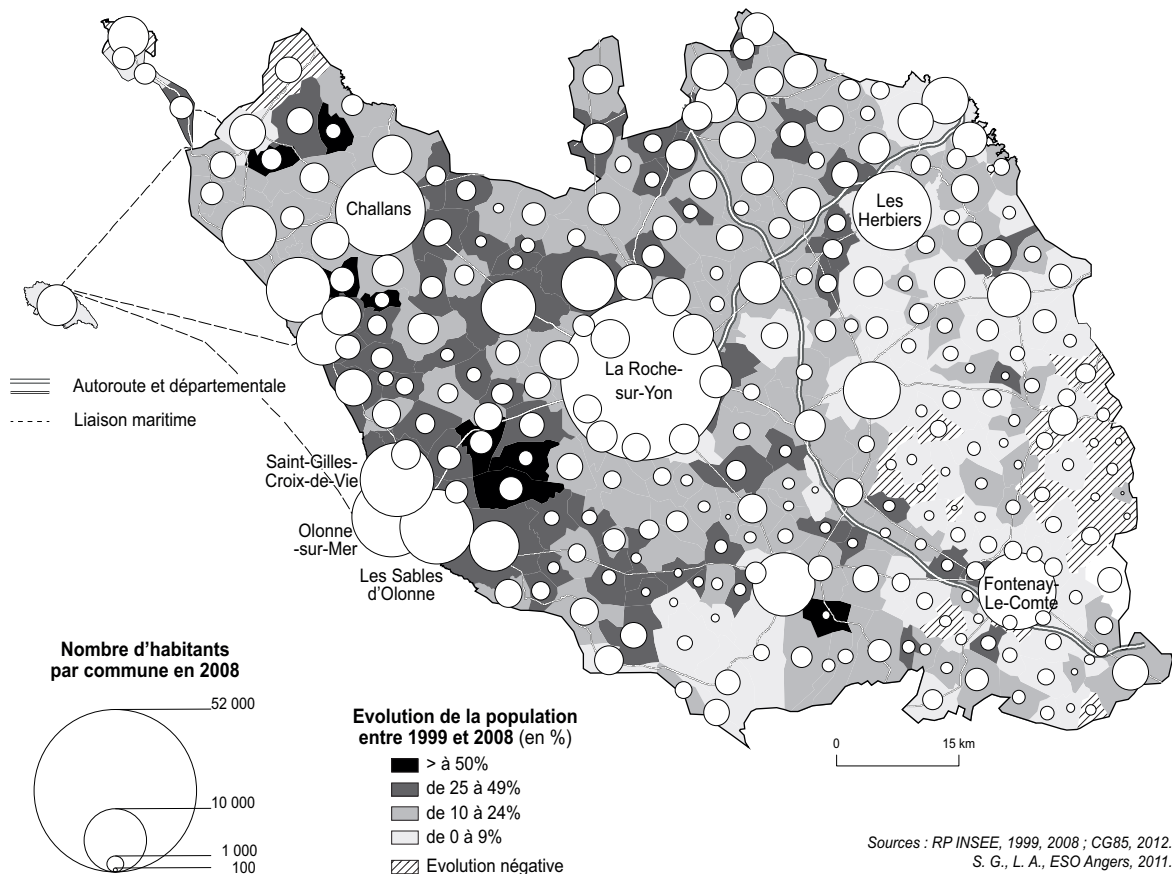 Challans
Les
Herbiers
La Roche-
sur-Yon
Autoroute et départementale
Liaison maritime
Saint-Gilles-
Croix-de-Vie
Olonne
-sur-Mer
Les Sables
d'Olonne
Fontenay-
Le-Comte
Nombre d'habitants
par commune en 2008
52 000
10 000
1 000
100
Evolution de la population
entre 1999 et 2008 (en %)
> à 50%
de 25 à 49%
de 10 à 24%
de 0 à 9%
Evolution négative
0 15 km
Sources : RP INSEE, 1999, 2008 ; CG85, 2012.
S. G., L. A., ESO Angers, 2011.